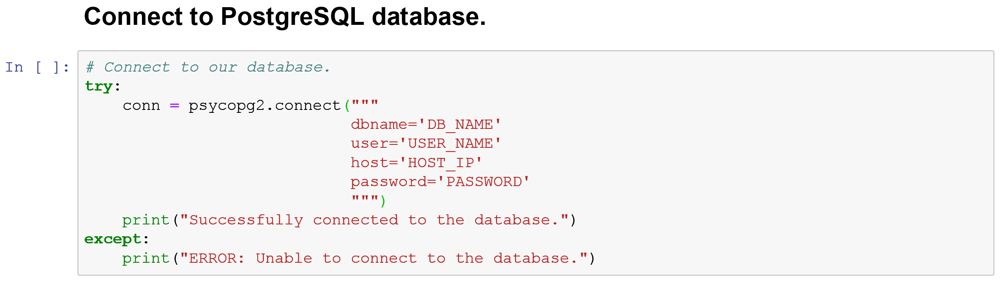 Connect to PostgreSQL database.
In [ ]:
# Connect to our database.
try:
    conn = psycopg2.connect("""
                            dbname='DB_NAME'
                            user='USER_NAME'
                            host='HOST_IP'
                            password='PASSWORD'
                            """)
    print("Successfully connected to the database.")
except:
    print("ERROR: Unable to connect to the database.")